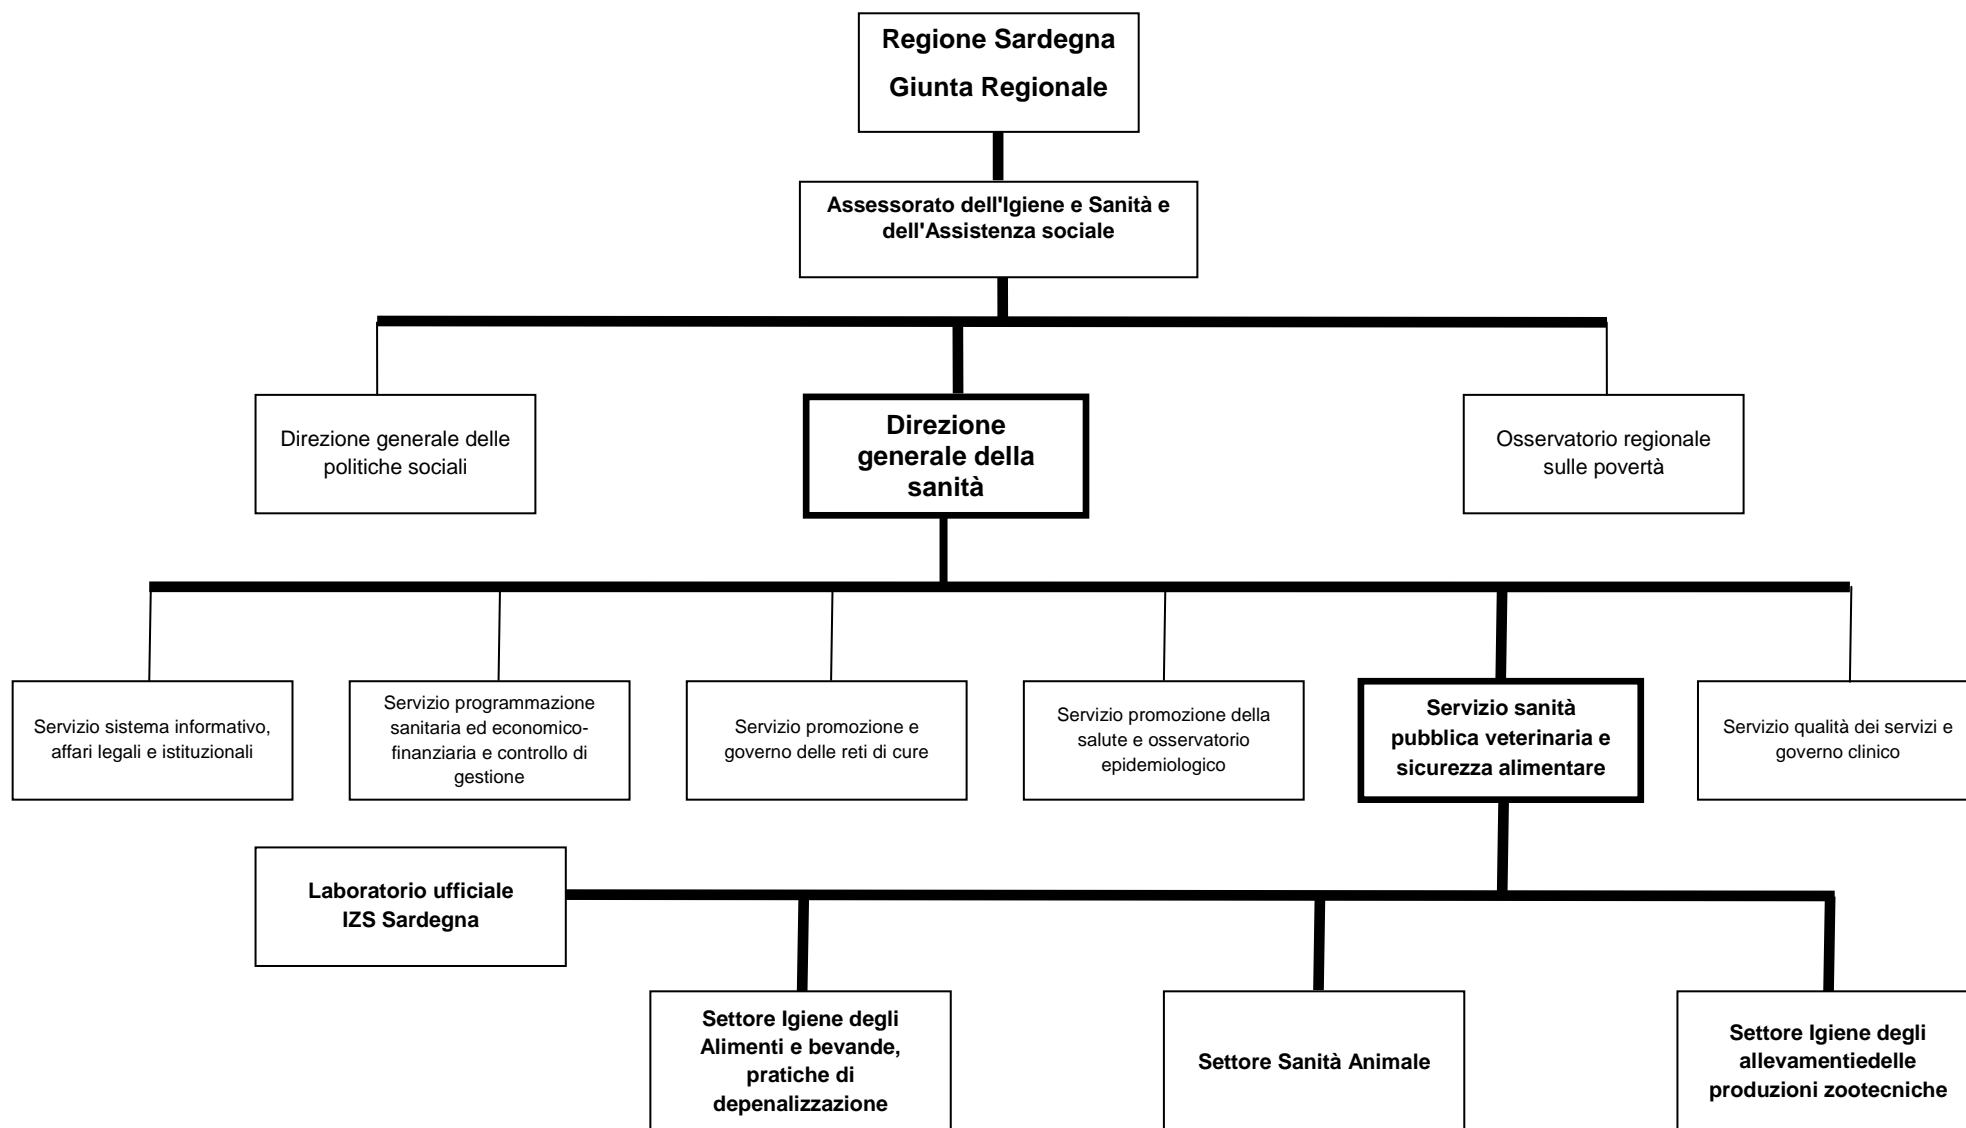 Regione Sardegna
Giunta Regionale
Assessorato dell'Igiene e Sanità e
dell'Assistenza sociale
Direzione generale delle
politiche sociali
Direzione
generale della
sanità
Osservatorio regionale
sulle povertà
Servizio sistema informativo,
affari legali e istituzionali
Servizio programmazione
sanitaria ed economico-
finanziaria e controllo di
gestione
Servizio promozione e
governo delle reti di cure
Servizio promozione della
salute e osservatorio
epidemiologico
Servizio sanità
pubblica veterinaria e
sicurezza alimentare
Servizio qualità dei servizi e
governo clinico
Laboratorio ufficiale
IZS Sardegna
Settore Igiene degli
Alimenti e bevande,
pratiche di
depenalizzazione
Settore Sanità Animale
Settore Igiene degli
allevamentiedelle
produzioni zootecniche